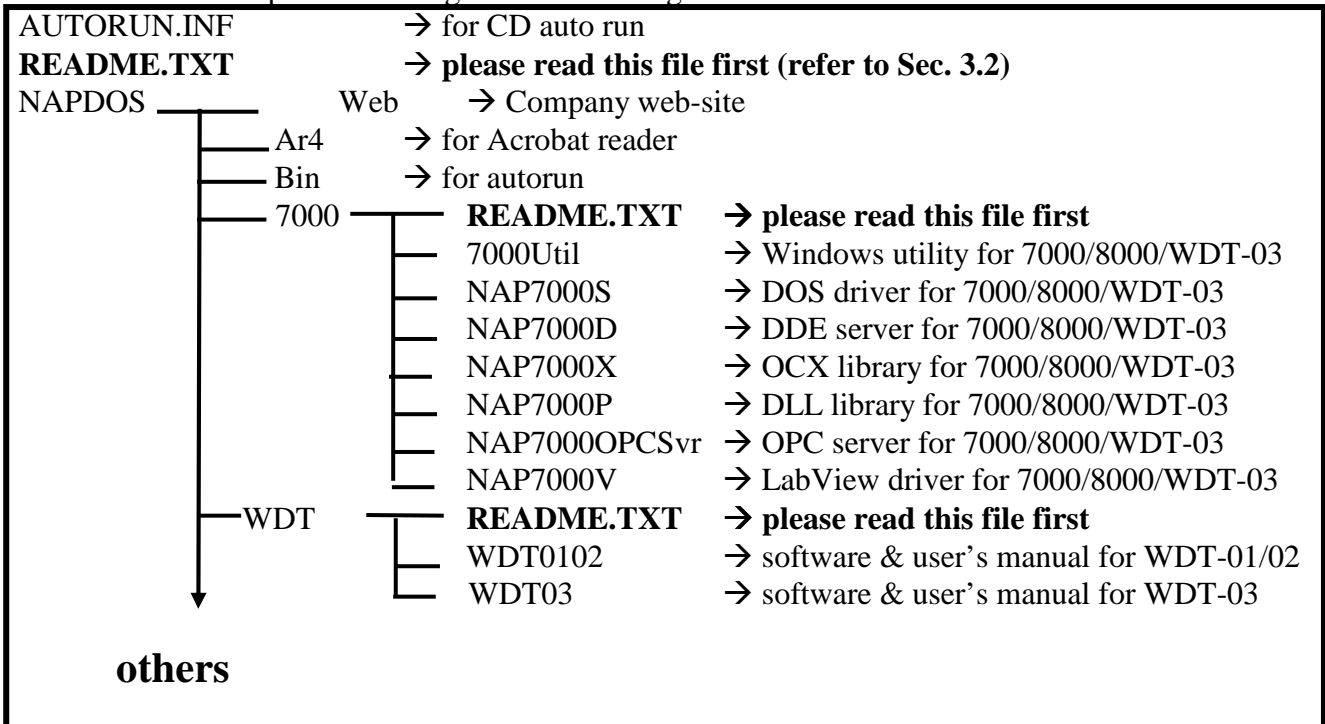 AUTORUN.INF → for CD auto run
README.TXT → please read this file first (refer to Sec. 3.2)
NAPDOS Web → Company web-site
Ar4 → for Acrobat reader
Bin → for autorun
7000 README.TXT → please read this file first
7000Util → Windows utility for 7000/8000/WDT-03
NAP7000S → DOS driver for 7000/8000/WDT-03
NAP7000D → DDE server for 7000/8000/WDT-03
NAP7000X → OCX library for 7000/8000/WDT-03
NAP7000P → DLL library for 7000/8000/WDT-03
NAP7000OPCSvr → OPC server for 7000/8000/WDT-03
NAP7000V → LabView driver for 7000/8000/WDT-03
WDT README.TXT → please read this file first
WDT0102 → software & user’s manual for WDT-01/02
WDT03 → software & user’s manual for WDT-03
others